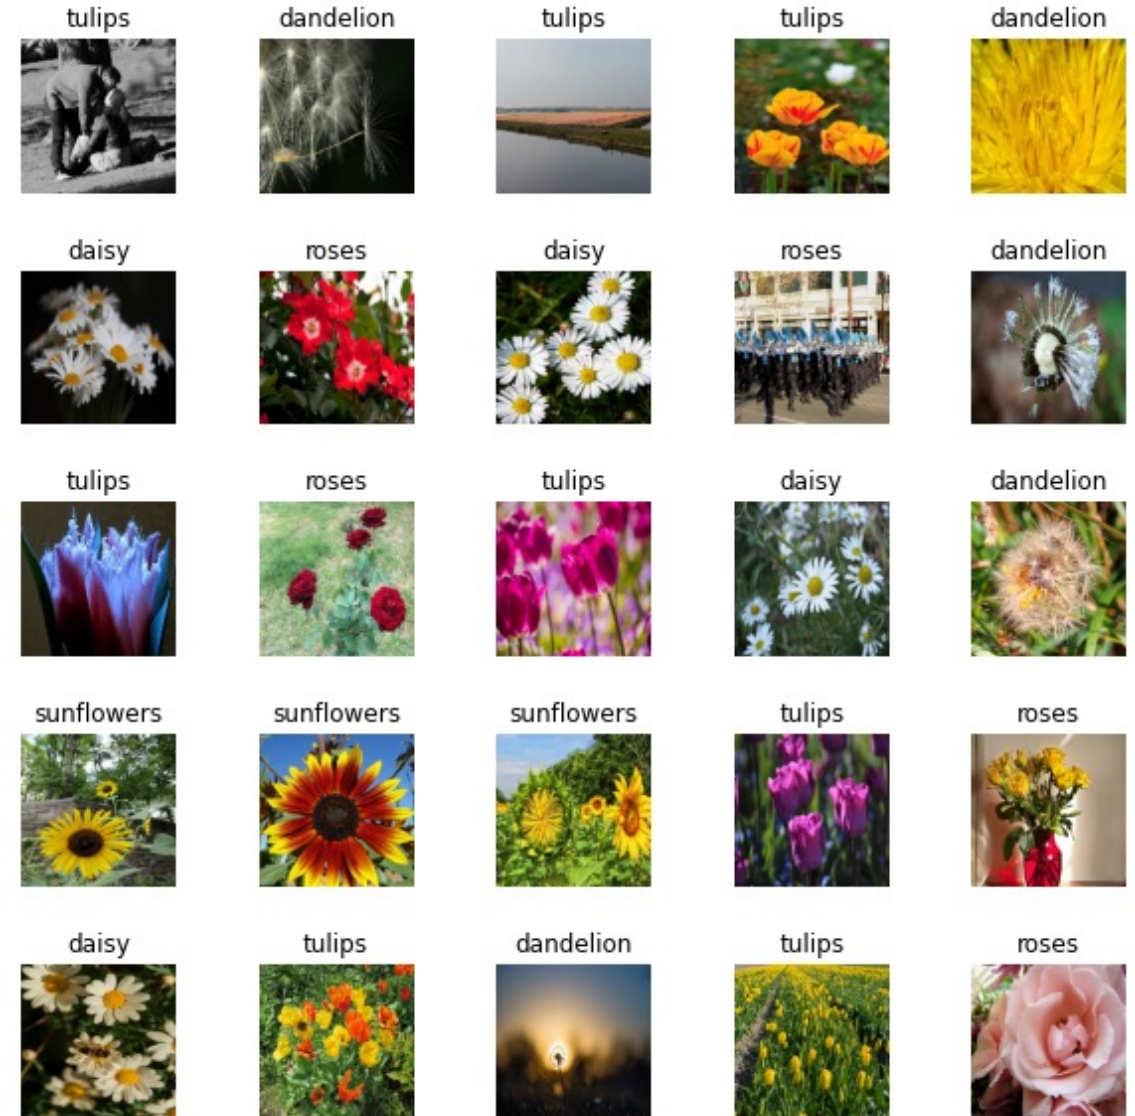 tulips dandelion tulips tulips dandelion
daisy roses daisy roses dandelion
tulips roses tulips daisy dandelion
sunflowers sunflowers sunflowers tulips roses
daisy tulips dandelion tulips roses